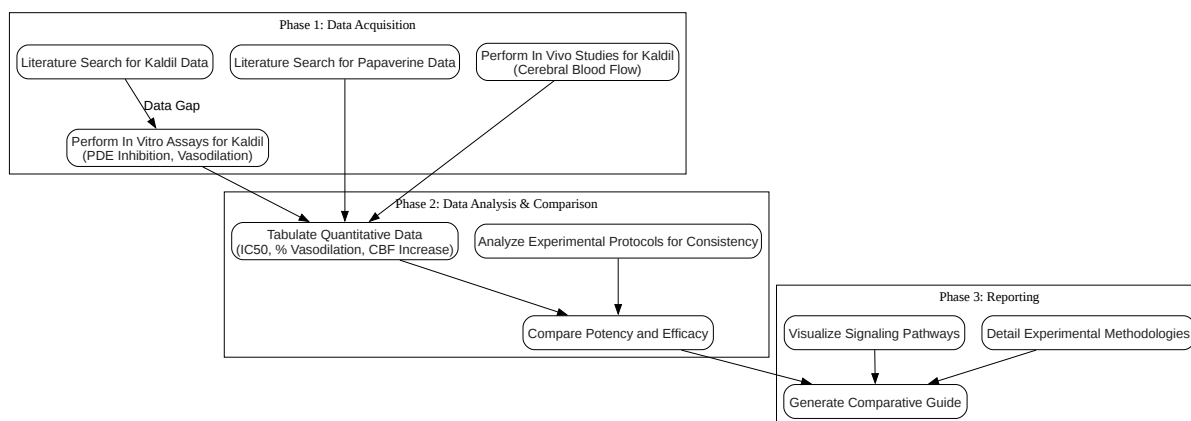 Phase 1: Data Acquisition
Literature Search for Kaldil Data
Literature Search for Papaverine Data
Perform In Vivo Studies for Kaldil
(Cerebral Blood Flow)
Data Gap
Perform In Vitro Assays for Kaldil
(PDE Inhibition, Vasodilation)
Phase 2: Data Analysis & Comparison
Tabulate Quantitative Data
(IC50, % Vasodilation, CBF Increase)
Analyze Experimental Protocols for Consistency
Compare Potency and Efficacy
Phase 3: Reporting
Visualize Signaling Pathways
Detail Experimental Methodologies
Generate Comparative Guide